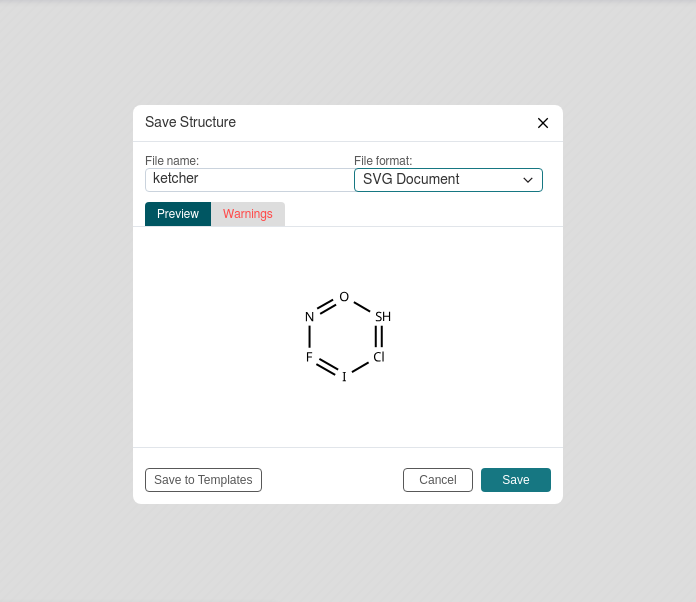 Save Structure
File name:
File format:
ketcher
SVG Document
Preview
Warnings
O
N
SH
F
Cl
I
Save to Templates
Cancel
Save